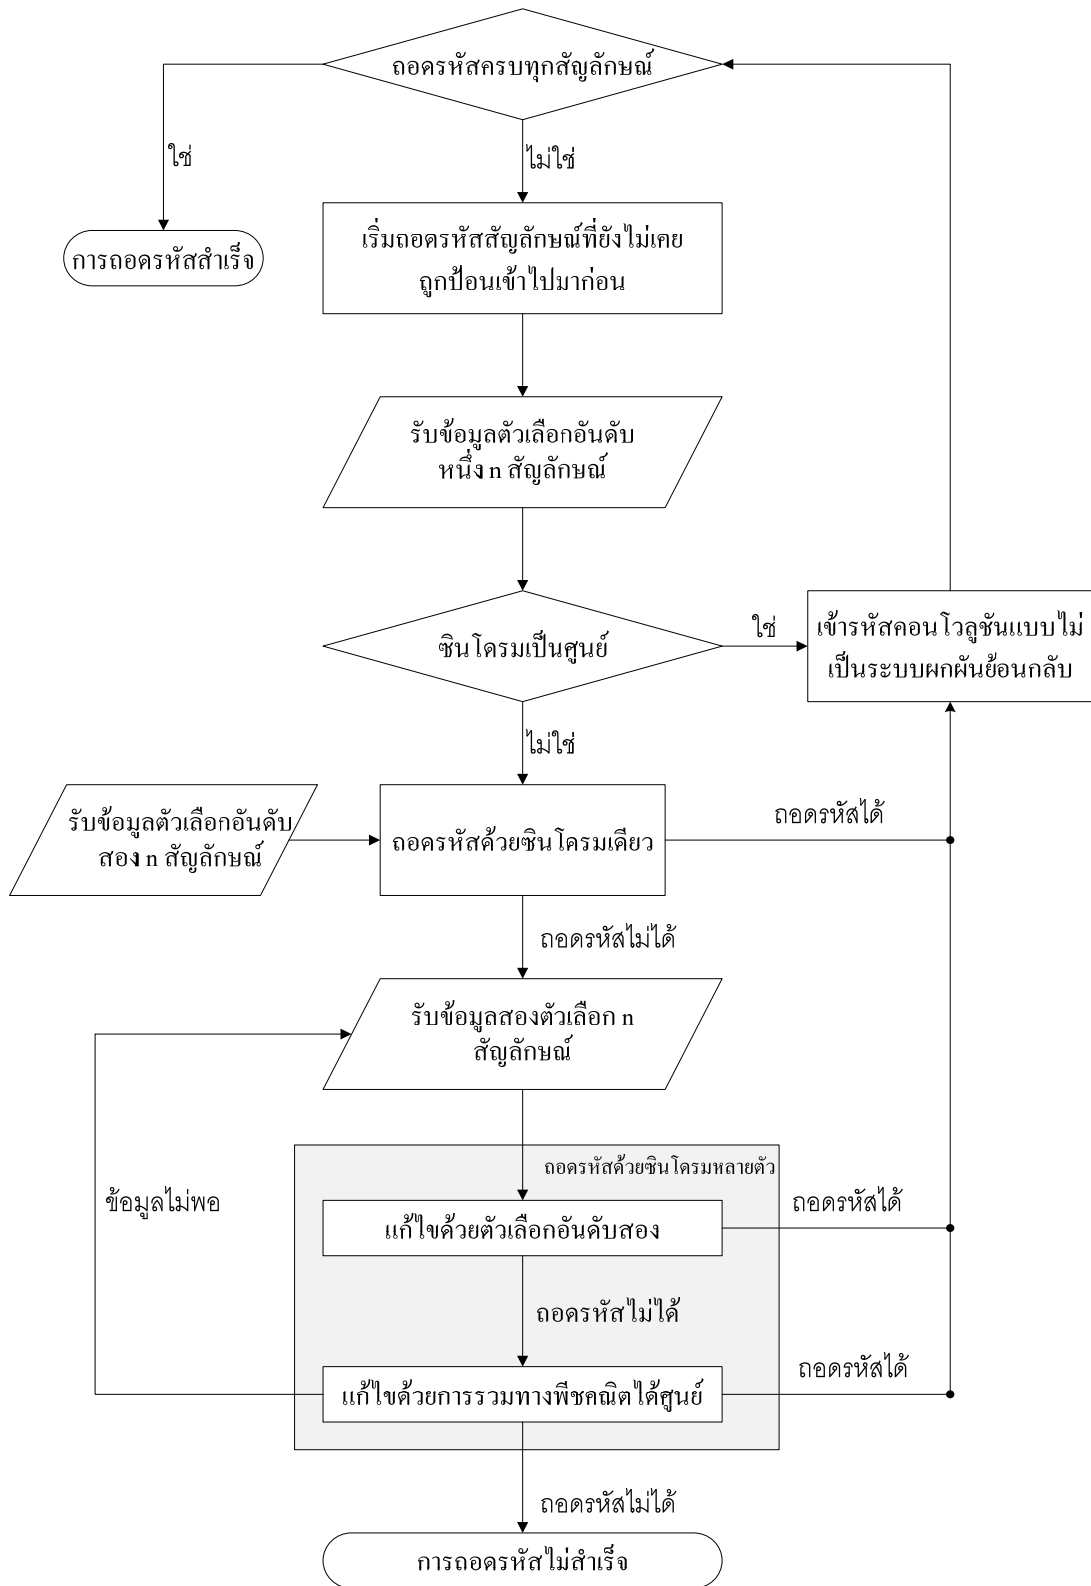 ถอดรหัสครบทุกสัญลักษณ์
ใช่
ไม่ใช่
การถอดรหัสสำเร็จ
เริ่มถอดรหัสสัญลักษณ์ที่ยังไม่เคย
ถูกป้อนเข้าไปมาก่อน
รับข้อมูลตัวเลือกอันดับ
หนึ่ง n สัญลักษณ์
ซินโดรมเป็นศูนย์
ใช่
เข้ารหัสคอนโวลูชันแบบไม่
เป็นระบบผกผันย้อนกลับ
ไม่ใช่
รับข้อมูลตัวเลือกอันดับ
สอง n สัญลักษณ์
ถอดรหัสด้วยซินโดรมเดียว
ถอดรหัสได้
ถอดรหัสไม่ได้
รับข้อมูลสองตัวเลือก n
สัญลักษณ์
ถอดรหัสด้วยซินโดรมหลายตัว
ข้อมูลไม่พอ
แก้ไขด้วยตัวเลือกอันดับสอง
ถอดรหัสได้
ถอดรหัสไม่ได้
แก้ไขด้วยการรวมทางพีชคณิตได้ศูนย์
ถอดรหัสได้
ถอดรหัสไม่ได้
การถอดรหัสไม่สำเร็จ